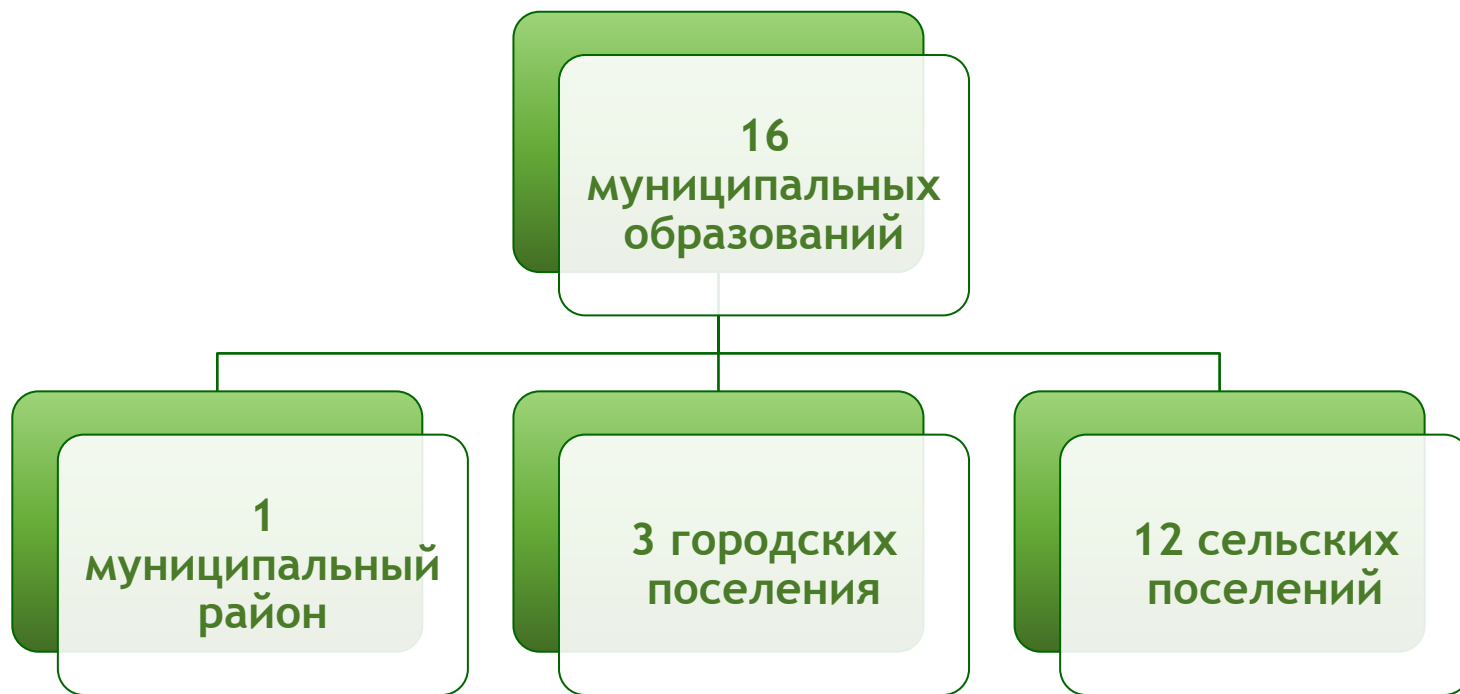 16
муниципальных
образований
1
муниципальный
район
3 городских
поселения
12 сельских
поселений